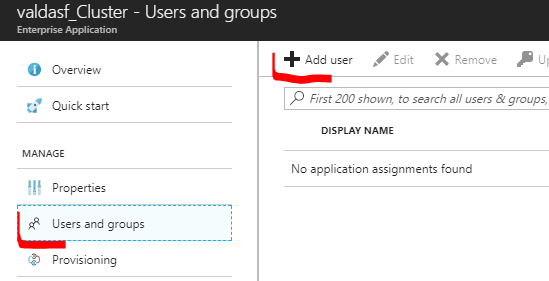 valdasf_Cluster - Users and groups
Enterprise Application
Overview
Quick start
MANAGE
Properties
Users and groups
Provisioning
Add user
Edit
Remove
Up
First 200 shown, to search all users & groups,
DISPLAY NAME
No application assignments found